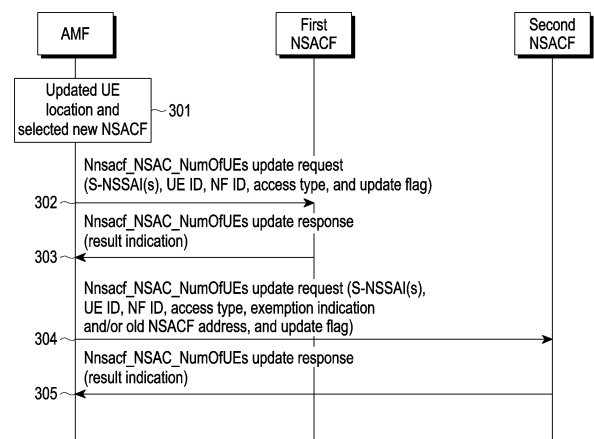 AMF
First
NSACF
Second
NSACF
Updated UE
location and
selected new NSACF
301
Nnsacf_NSAC_NumOfUEs update request
(S-NSSAI(s), UE ID, NF ID, access type, and update flag)
302
Nnsacf_NSAC_NumOfUEs update response
(result indication)
303
Nnsacf_NSAC_NumOfUEs update request (S-NSSAI(s),
UE ID, NF ID, access type, exemption indication
and/or old NSACF address, and update flag)
304
Nnsacf_NSAC_NumOfUEs update response
(result indication)
305